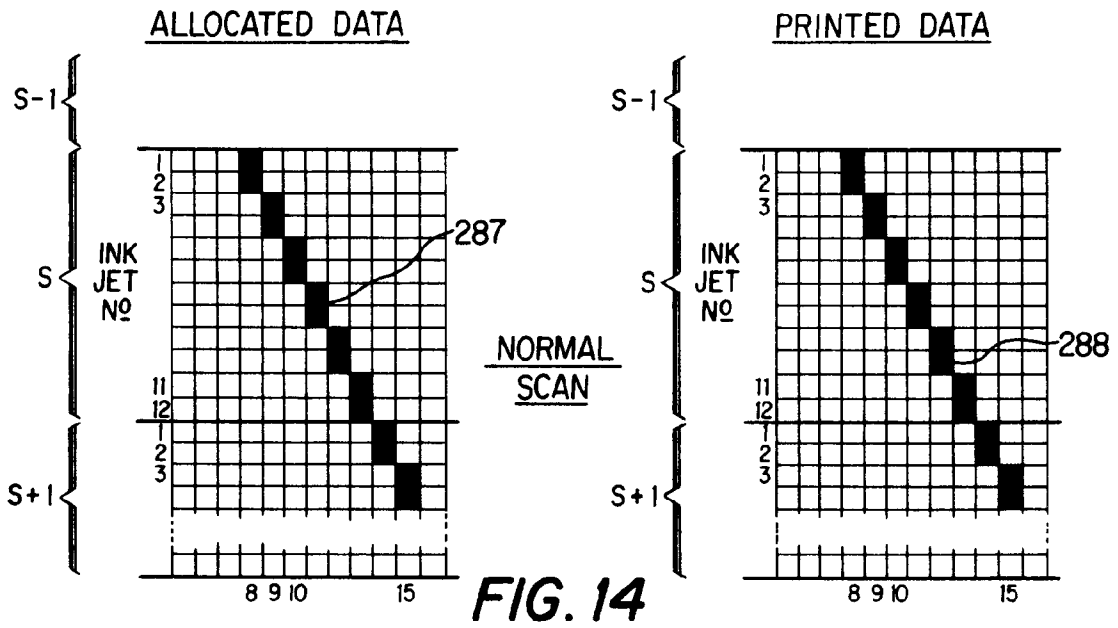 ALLOCATED DATA
PRINTED DATA
S-1
S-1
1
2
3
1
2
3
287
INK
JET
Nº
INK
JET
Nº
S
S
NORMAL
SCAN
288
11
12
11
12
1
2
3
1
2
3
S+1
S+1
8 9 10 15
8 9 10 15
FIG. 14